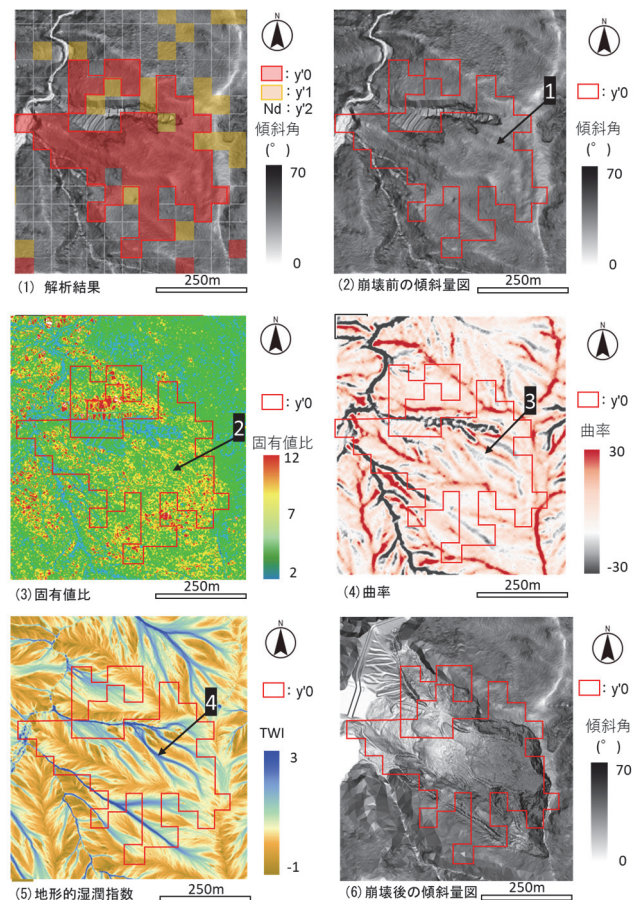 : y'0
: y'1
Nd : y'2
傾斜角
(°)
70
0
250m
(1) 解析結果
1
: y'0
傾斜角
(°)
70
0
250m
(2)崩壊前の傾斜量図
2
: y'0
固有値比
12
7
2
250m
(3)固有値比
3
: y'0
曲率
30
-30
250m
(4)曲率
4
: y'0
TWI
3
-1
250m
(5)地形的湿潤指数
: y'0
傾斜角
(°)
70
0
250m
(6)崩壊後の傾斜量図